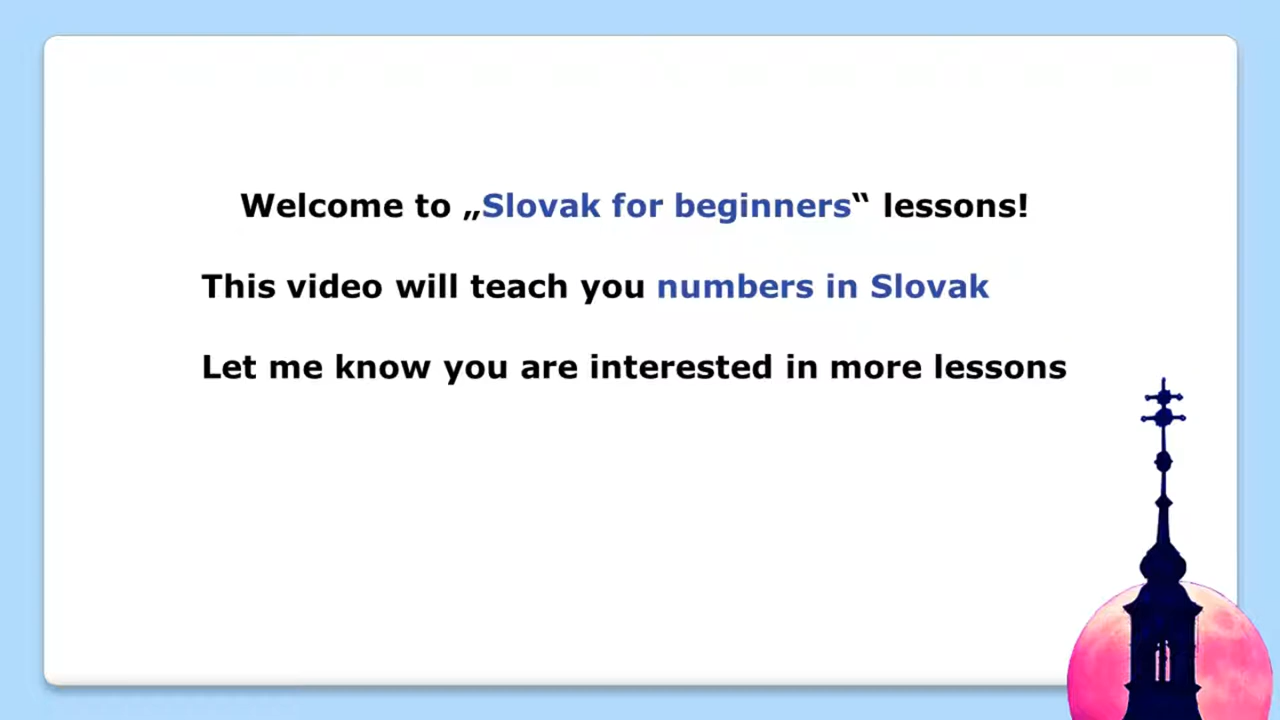 Welcome to „Slovak for beginners‟ lessons!
This video will teach you numbers in Slovak
Let me know you are interested in more lessons